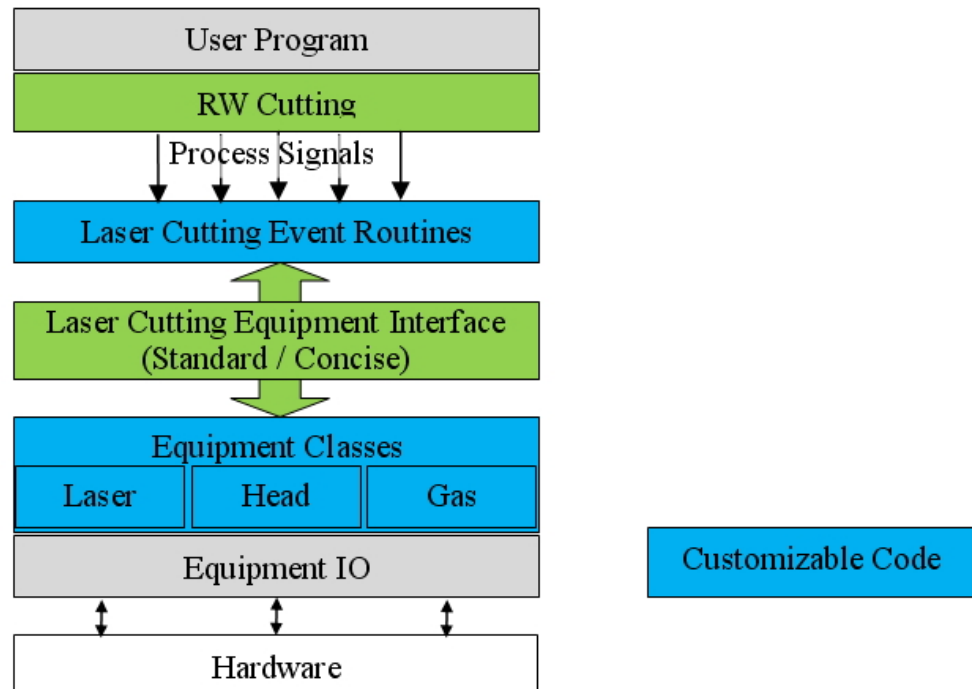 User Program
RW Cutting
Process Signals
Laser Cutting Event Routines
Laser Cutting Equipment Interface
(Standard / Concise)
Equipment Classes
Laser
Head
Gas
Equipment IO
Customizable Code
Hardware